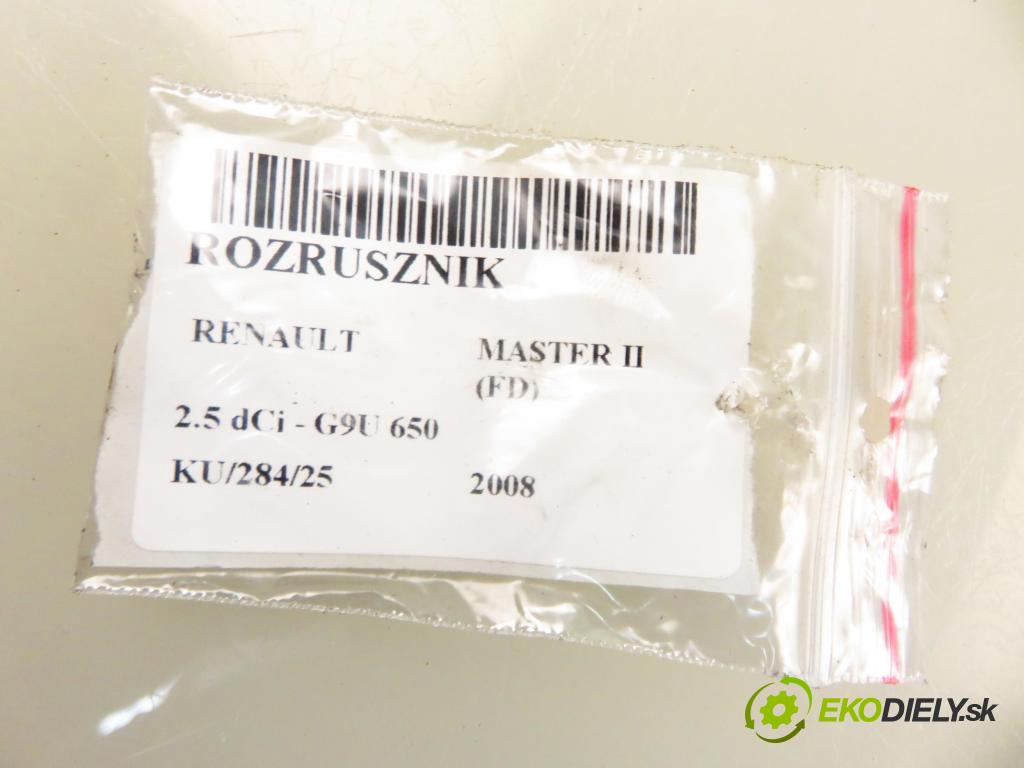 ROZRUSZNIK
RENAULT MASTER II
(FD)
2.5 dCi - G9U 650
KU/284/25 2008
EKODIELY.sk